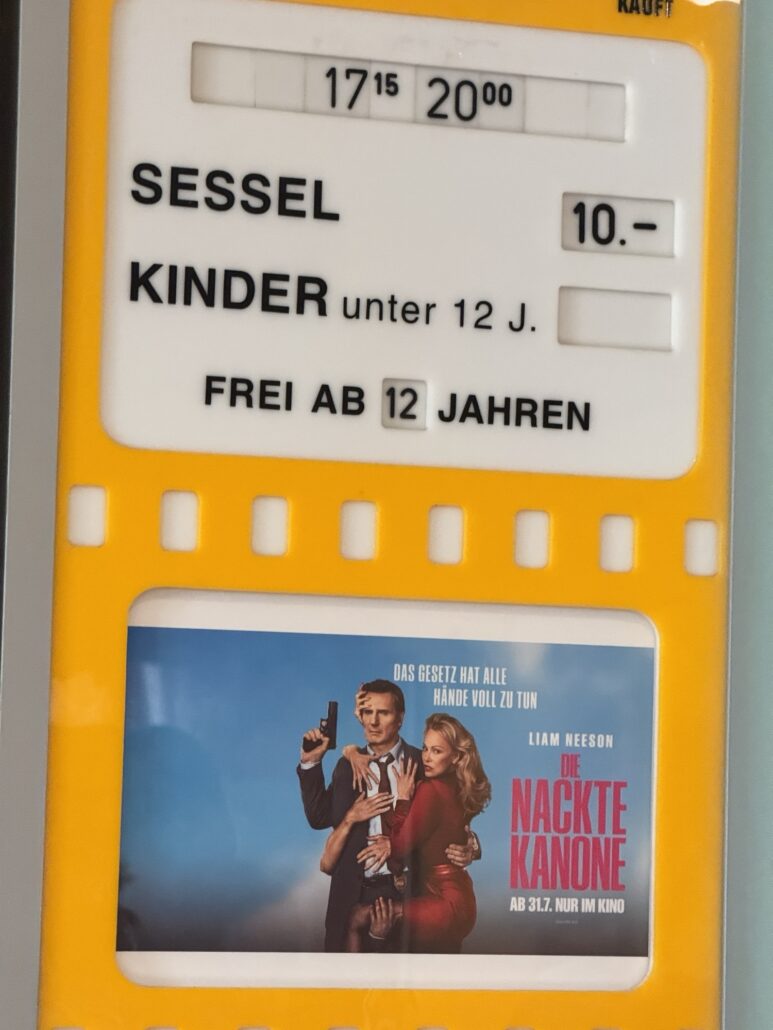 KAUFT
17¹⁵ 20⁰⁰
SESSEL 10.–
KINDER unter 12 J.
FREI AB 12 JAHREN
DAS GESETZ HAT ALLE
HÄNDE VOLL ZU TUN
LIAM NEESON
DIE
NACKTE
KANONE
AB 31.7. NUR IM KINO